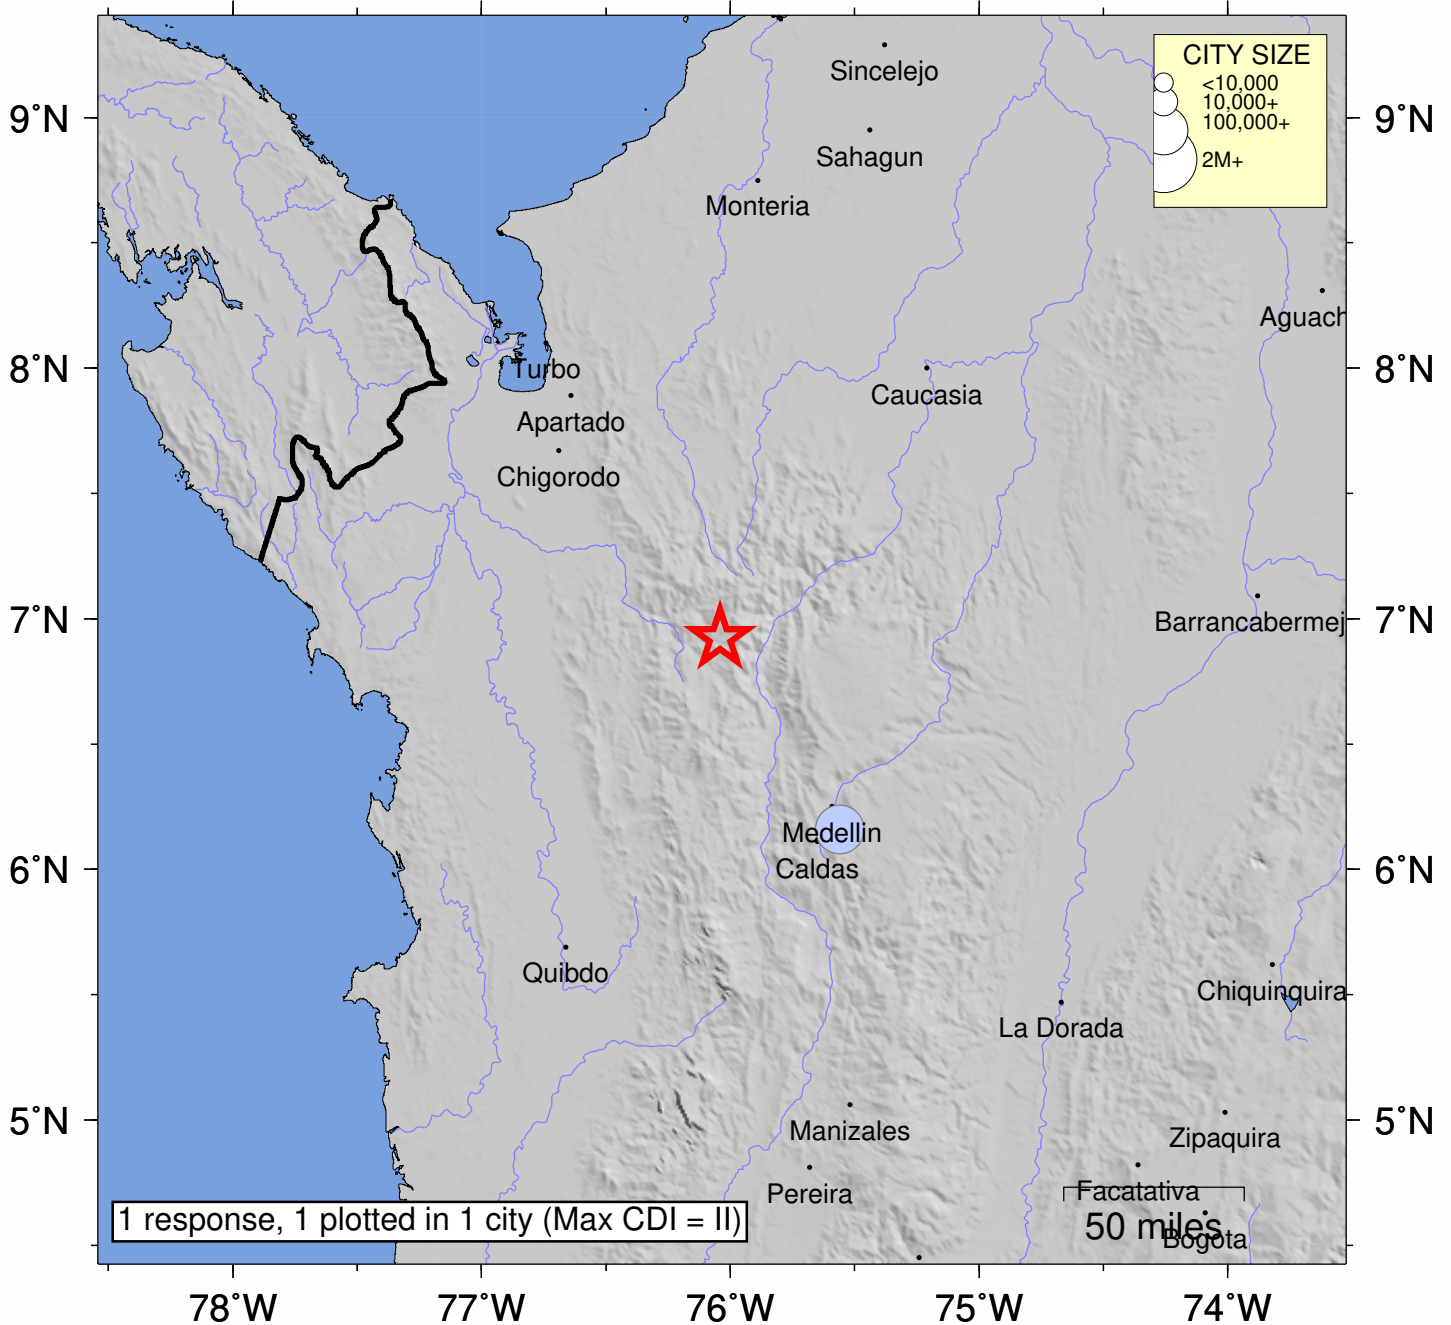 Sincelejo
CITY SIZE
<10,000
10,000+
100,000+
2M+
9°N
9°N
Sahagun
Monteria
Aguach
8°N
8°N
Turbo
Caucasia
Apartado
Chigorodo
7°N
7°N
Barrancabermej
Medellin
6°N
6°N
Caldas
Quibdo
Chiquinquira
La Dorada
5°N
5°N
Manizales
Zipaquira
Pereira
Facatativa
1 response, 1 plotted in 1 city (Max CDI = II)
50 miles
Bogota
78°W
77°W
76°W
75°W
74°W